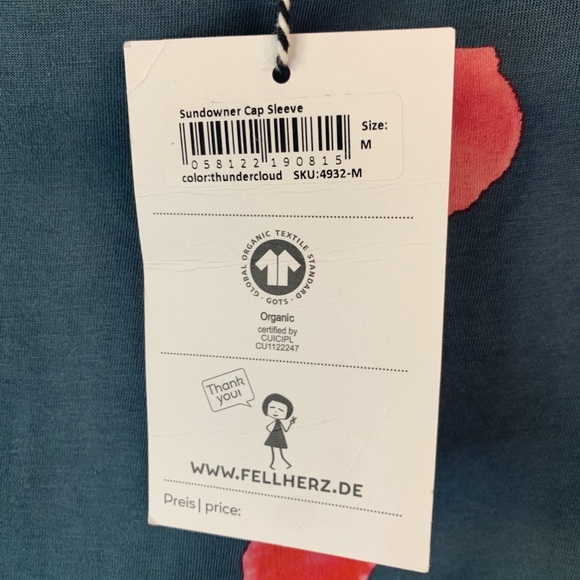 Sundowner Cap Sleeve
Size:
M
058122 190815
color:thundercloud SKU:4932-M
GLOBAL ORGANIC TEXTILE STANDARD · GOTS ·
Organic
certified by
CUICIPL
CU1122247
Thank
you!
WWW.FELLHERZ.DE
Preis| price: